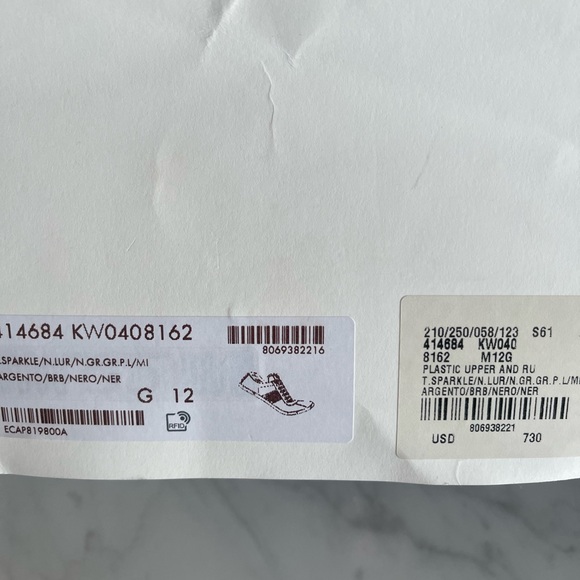 414684 KW0408162
8069382216
T.SPARKLE/N.LUR/N.GR.GR.P.L/MI
ARGENTO/BRB/NERO/NER
G 12
ECAPB19800A
RFID
210/250/058/123 S61
414684 KW040
8162 M12G
PLASTIC UPPER AND RU
T.SPARKLE/N.LUR/N.GR.GR.P.L/MI
ARGENTO/BRB/NERO/NER
806938221
USD 730